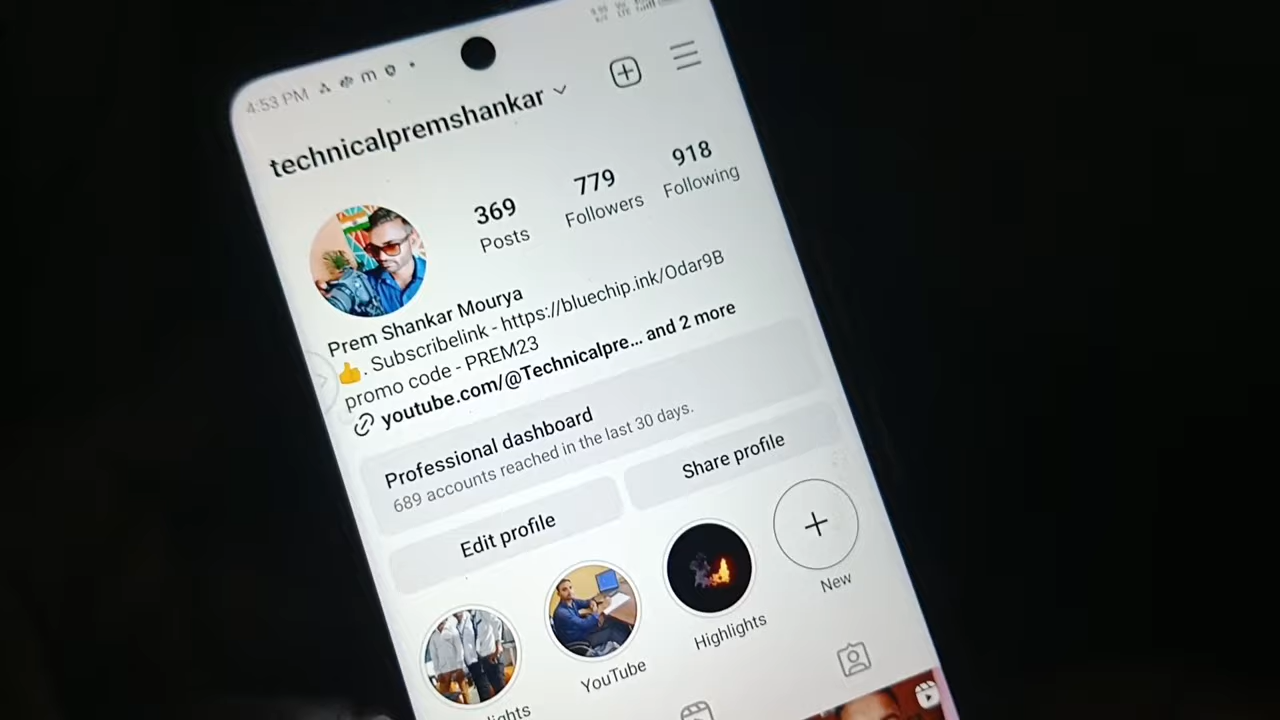 4:53 PM
technicalpremshankar
369
Posts
779
Followers
918
Following
Prem Shankar Mourya
👍. Subscribelink - https://bluechip.ink/Odar9B
promo code - PREM23
youtube.com/@Technicalpre... and 2 more
Professional dashboard
689 accounts reached in the last 30 days.
Edit profile
Share profile
lights
YouTube
Highlights
New